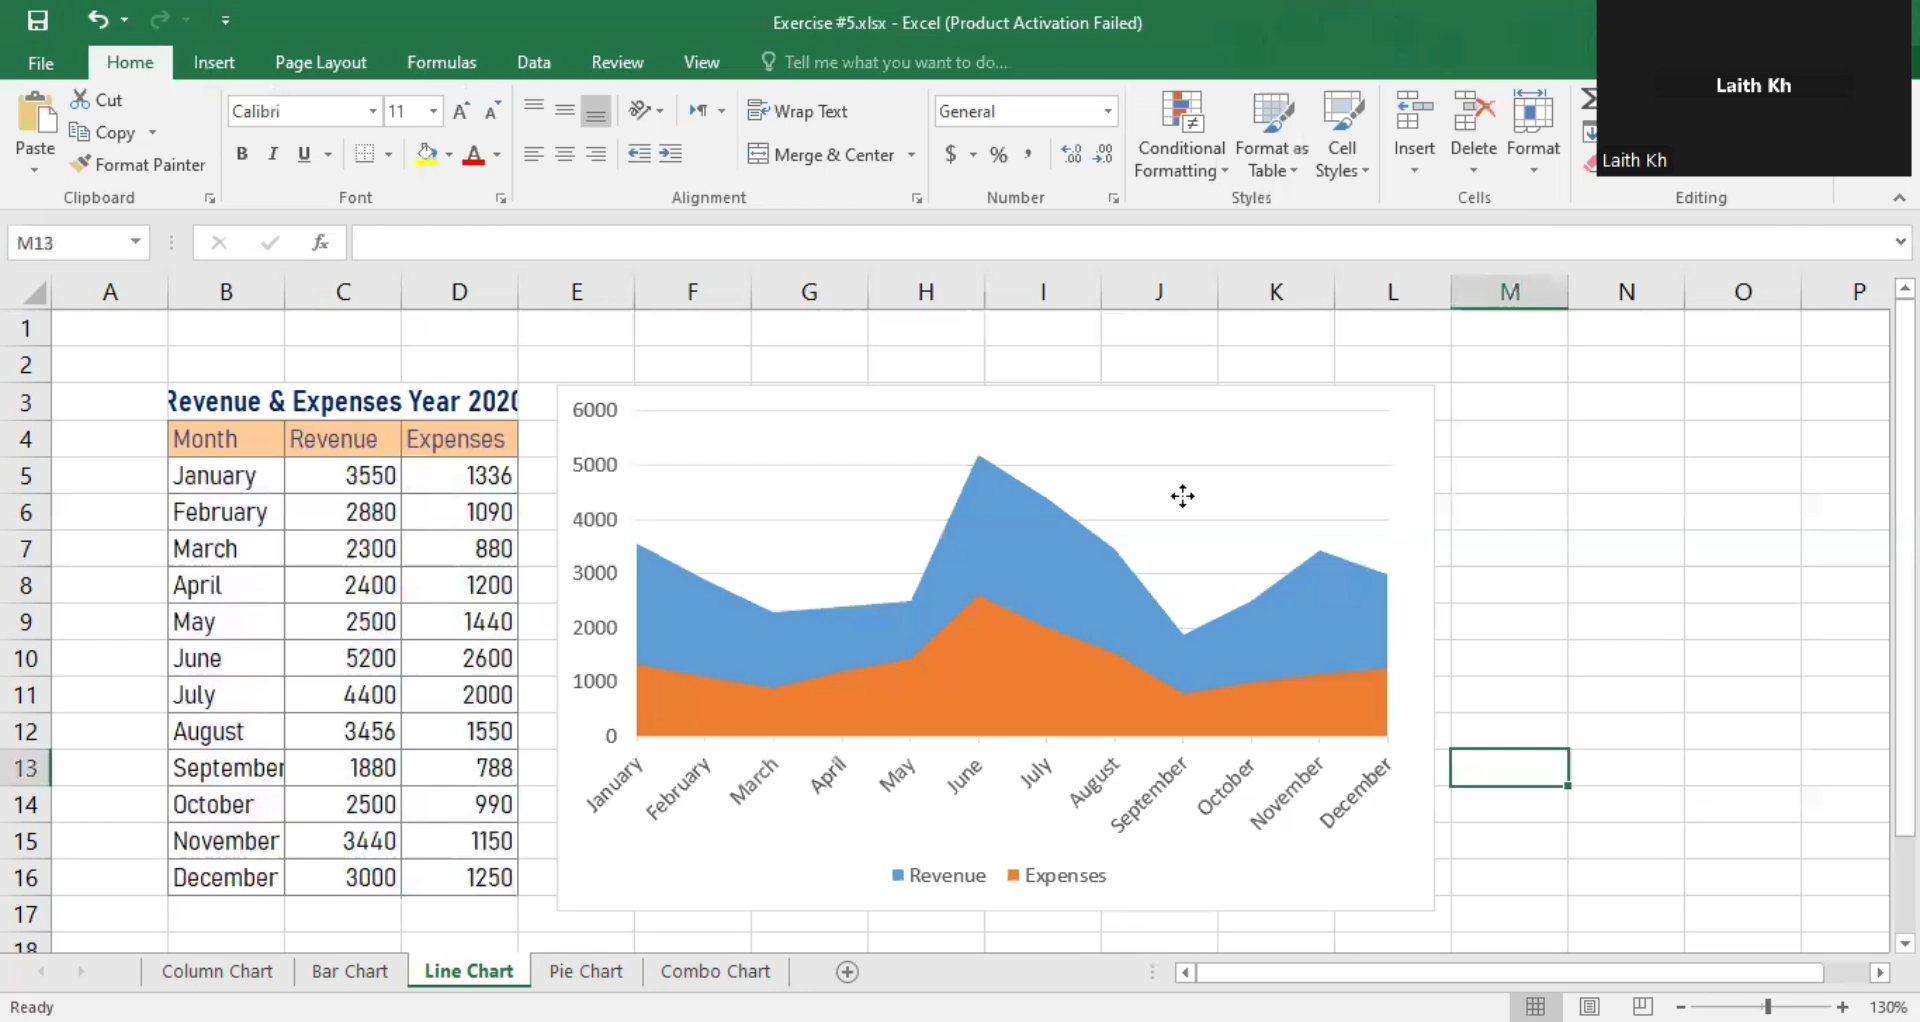 Exercise #5.xlsx - Excel (Product Activation Failed)
File Home Insert Page Layout Formulas Data Review View Tell me what you want to do...
Laith Kh
Laith Kh
Paste
Cut
Copy
Format Painter
Clipboard
Calibri 11
B I U A
Font
Wrap Text
Merge & Center
Alignment
General
$ % ,
Number
Conditional Formatting
Format as Table
Cell Styles
Styles
Insert Delete Format
Cells
Editing
M13 fx
A B C D E F G H I J K L M N O P
1
2
3 Revenue & Expenses Year 2020
4 Month Revenue Expenses
5 January 3550 1336
6 February 2880 1090
7 March 2300 880
8 April 2400 1200
9 May 2500 1440
10 June 5200 2600
11 July 4400 2000
12 August 3456 1550
13 September 1880 788
14 October 2500 990
15 November 3440 1150
16 December 3000 1250
17
18
6000
5000
4000
3000
2000
1000
0
January February March April May June July August September October November December
Revenue Expenses
Column Chart Bar Chart Line Chart Pie Chart Combo Chart
Ready 130%